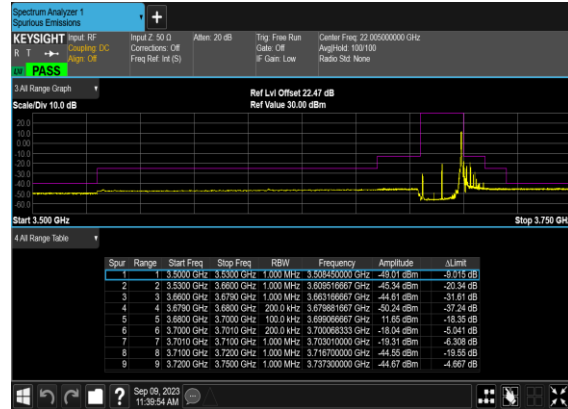 Spectrum Analyzer 1
Spurious Emissions
KEYSIGHT Input: RF Input Z: 50 Ω Atten: 20 dB Trig: Free Run Center Freq: 22.005000000 GHz
R T Coupling: DC Corrections: Off Gate: Off Avg|Hold: 100/100
Align: Off Freq Ref: Int (S) IF Gain: Low Radio Std: None
PASS
3 All Range Graph
Ref Lvl Offset 22.47 dB
Scale/Div 10.0 dB Ref Value 30.00 dBm
20.0
10.0
0.00
-10.0
-20.0
-30.0
-40.0
-50.0
-60.0
Start 3.500 GHz Stop 3.750 GHz
4 All Range Table
Spur Range Start Freq Stop Freq RBW Frequency Amplitude ΔLimit
1 1 3.5000 GHz 3.5300 GHz 1.000 MHz 3.508450000 GHz -49.01 dBm -9.015 dB
2 2 3.5300 GHz 3.6600 GHz 1.000 MHz 3.609516667 GHz -45.34 dBm -20.34 dB
3 3 3.6600 GHz 3.6790 GHz 1.000 MHz 3.663166667 GHz -44.61 dBm -31.61 dB
4 4 3.6790 GHz 3.6800 GHz 200.0 kHz 3.679881667 GHz -50.24 dBm -37.24 dB
5 5 3.6800 GHz 3.7000 GHz 100.0 kHz 3.699066667 GHz 11.65 dBm -18.35 dB
6 6 3.7000 GHz 3.7010 GHz 200.0 kHz 3.700068333 GHz -18.04 dBm -5.041 dB
7 7 3.7010 GHz 3.7100 GHz 1.000 MHz 3.703010000 GHz -19.31 dBm -6.308 dB
8 8 3.7100 GHz 3.7200 GHz 1.000 MHz 3.716700000 GHz -44.55 dBm -19.55 dB
9 9 3.7200 GHz 3.7500 GHz 1.000 MHz 3.737300000 GHz -44.67 dBm -4.667 dB
Sep 09, 2023
11:39:54 AM